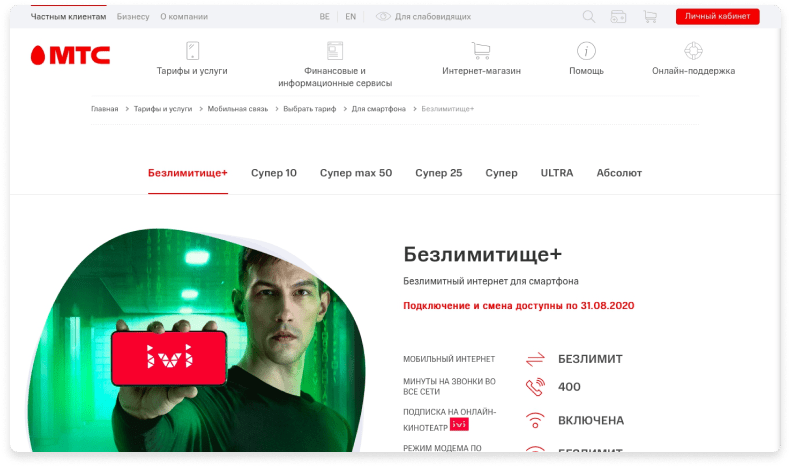 Частным клиентам Бизнесу О компании BE EN Для слабовидящих Личный кабинет
МТС
Тарифы и услуги Финансовые и информационные сервисы Интернет-магазин Помощь Онлайн-поддержка
Главная > Тарифы и услуги > Мобильная связь > Выбрать тариф > Для смартфона > Безлимитище+
Безлимитище+ Супер 10 Супер max 50 Супер 25 Супер ULTRA Абсолют
Безлимитище+
Безлимитный интернет для смартфона
Подключение и смена доступны по 31.08.2020
ivi
МОБИЛЬНЫЙ ИНТЕРНЕТ БЕЗЛИМИТ
МИНУТЫ НА ЗВОНКИ ВО
ВСЕ СЕТИ 400
ПОДПИСКА НА ОНЛАЙН-
КИНОТЕАТР ivi ВКЛЮЧЕНА
РЕЖИМ МОДЕМА ПО БЕЗЛИМИТ